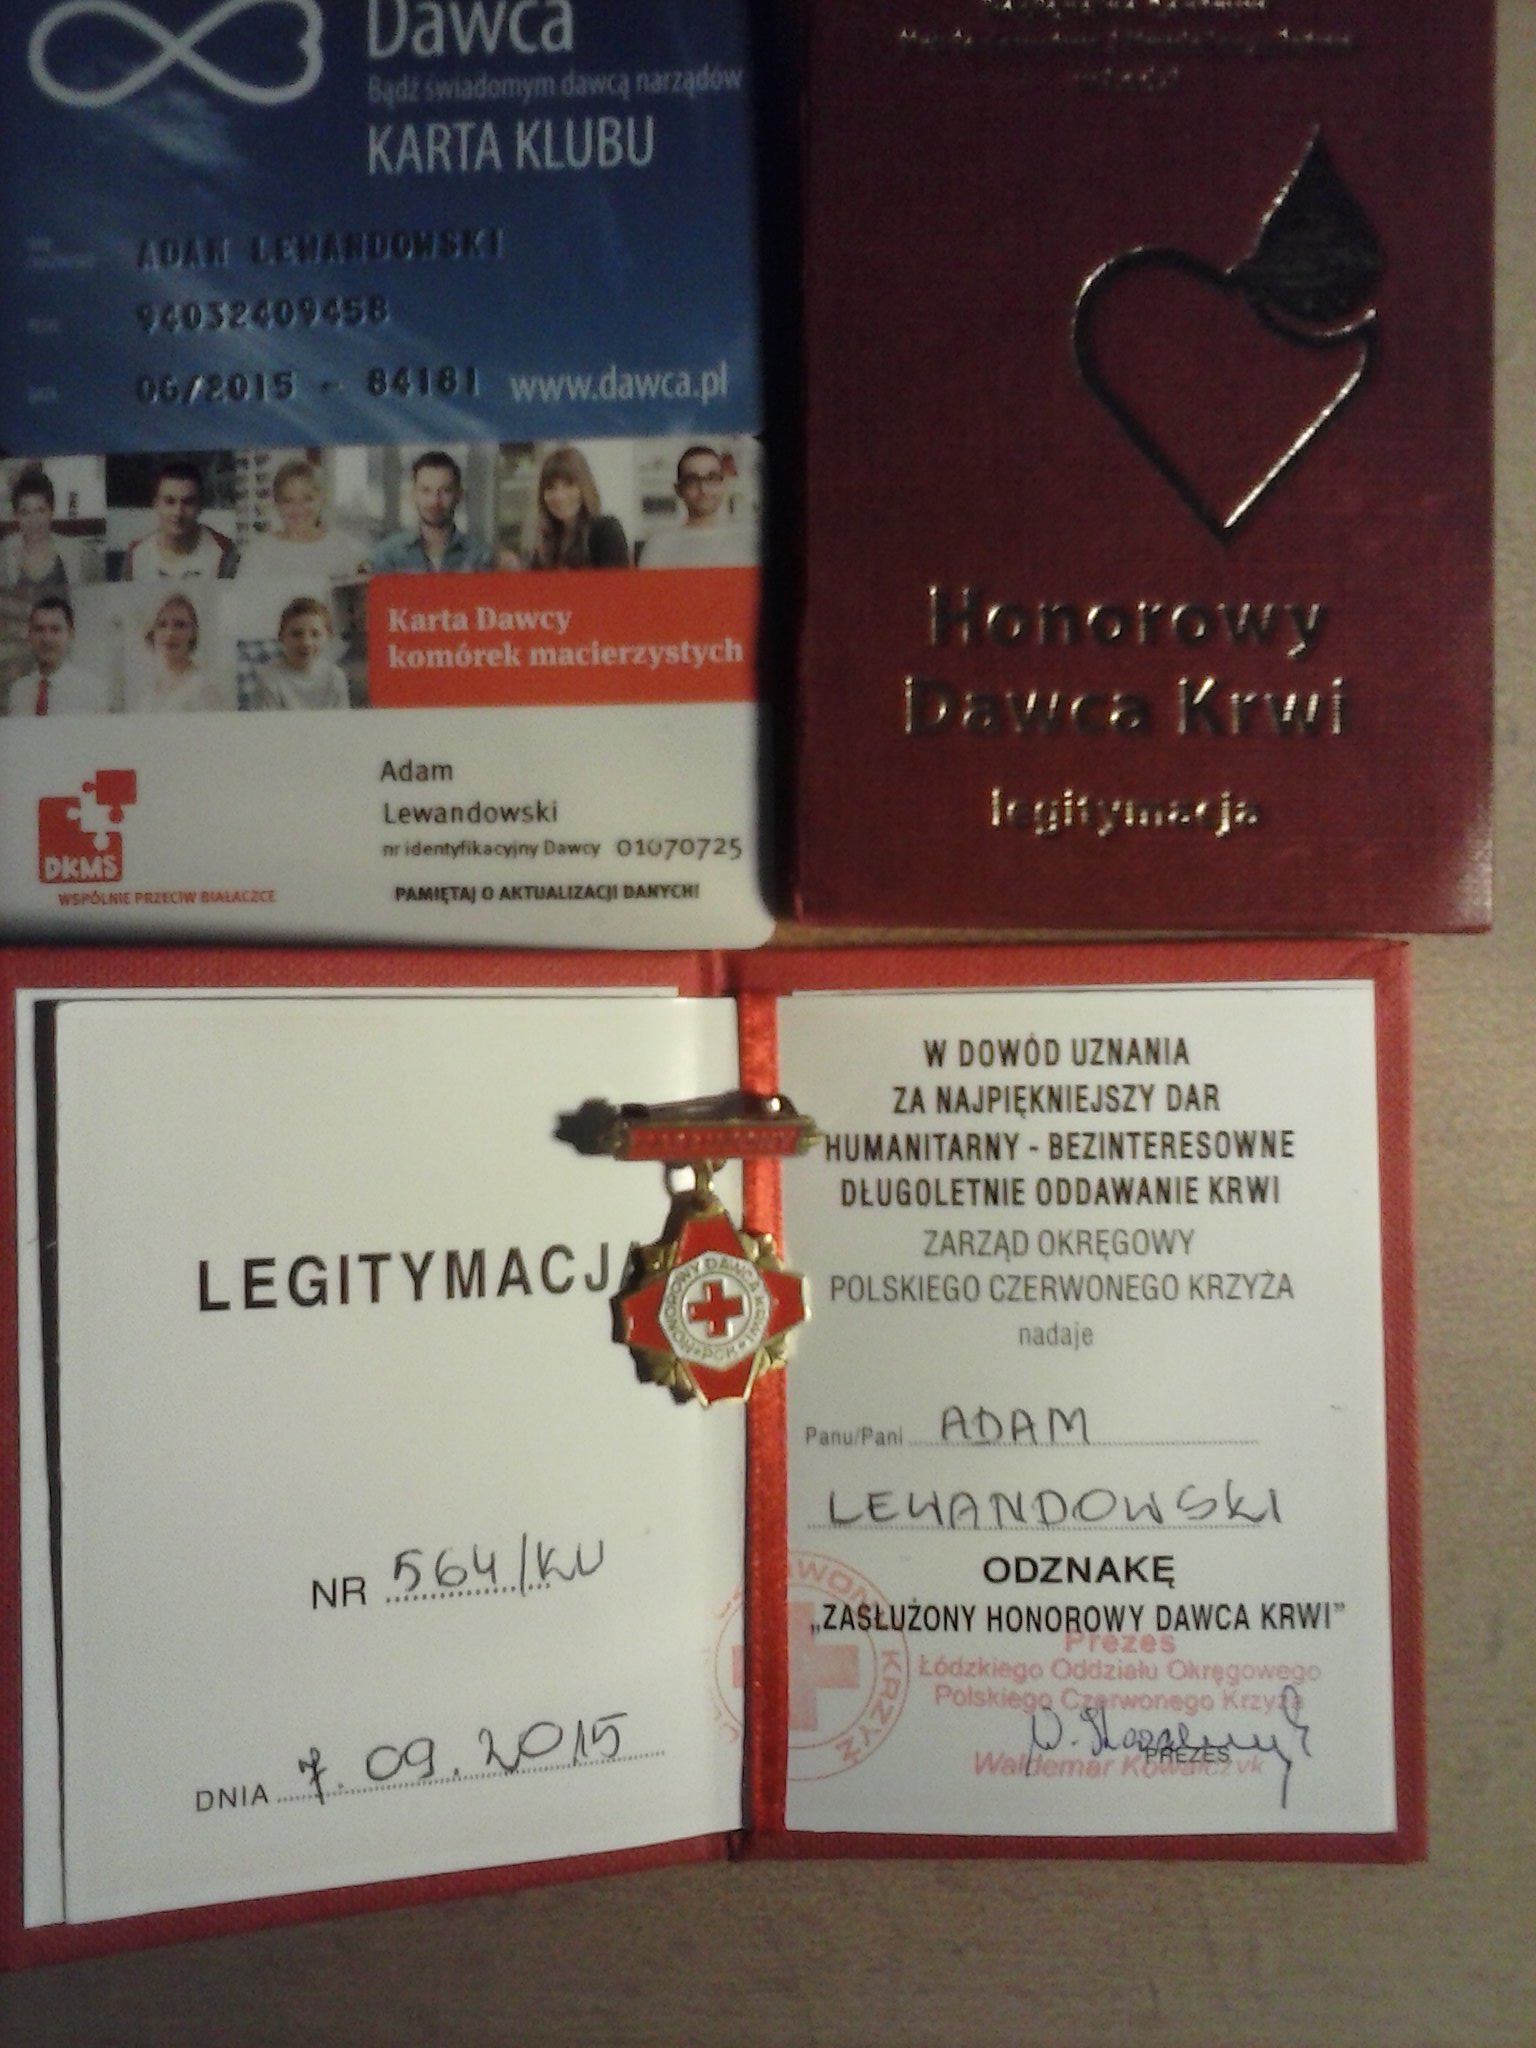 Dawca
Bądź świadomym dawcą narządów
KARTA KLUBU
ADAM LEWANDOWSKI
94032409458
06/2015 - 84181 www.dawca.pl
Karta Dawcy
komórek macierzystych
Adam
Lewandowski
nr identyfikacyjny Dawcy 01070725
PAMIĘTAJ O AKTUALIZACJI DANYCH!
DKMS
WSPÓLNIE PRZECIW BIAŁACZCE
Honorowy
Dawca Krwi
legitymacja
LEGITYMACJA
NR 564/KU
DNIA 7.09.2015
HONOROWY DAWCA KRWI PCK
W DOWÓD UZNANIA
ZA NAJPIĘKNIEJSZY DAR
HUMANITARNY - BEZINTERESOWNE
DŁUGOLETNIE ODDAWANIE KRWI
ZARZĄD OKRĘGOWY
POLSKIEGO CZERWONEGO KRZYŻA
nadaje
Panu/Pani ADAM
LEWANDOWSKI
ODZNAKĘ
„ZASŁUŻONY HONOROWY DAWCA KRWI”
Prezes
Łódzkiego Oddziału Okręgowego
Polskiego Czerwonego Krzyża
PREZES
Waldemar Kowalczyk